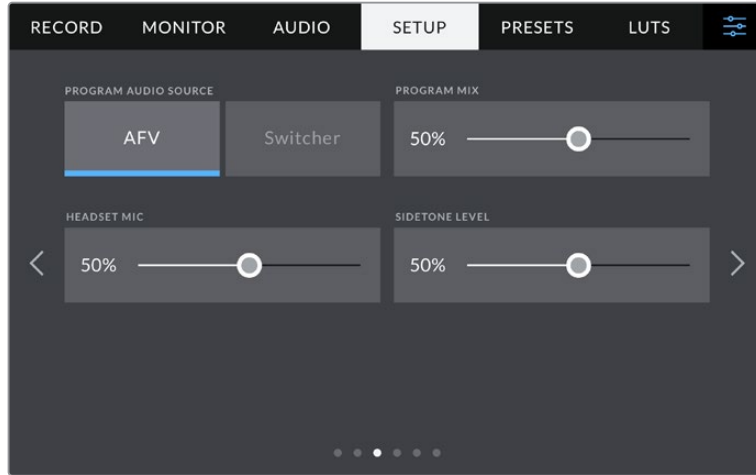 RECORD MONITOR AUDIO SETUP PRESETS LUTS
PROGRAM AUDIO SOURCE PROGRAM MIX
AFV Switcher 50%
HEADSET MIC SIDETONE LEVEL
50% 50%